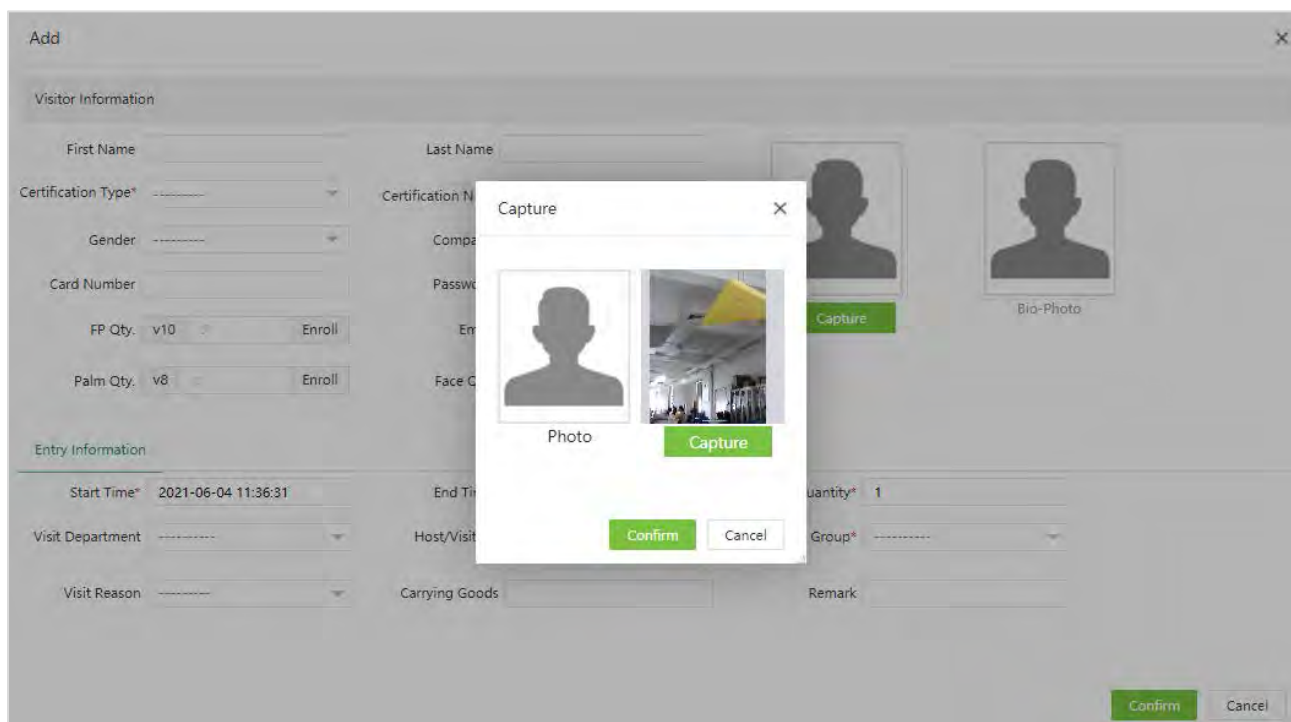 Add
Visitor Information
First Name
Last Name
Certification Type* ----------
Certification N
Gender ----------
Compa
Card Number
Passwo
Capture
Bio-Photo
FP Qty. v10 Enroll
Em
Palm Qty. v8 Enroll
Face Q
Capture
Photo
Capture
Confirm
Cancel
Entry Information
Start Time* 2021-06-04 11:36:31
End Ti
uantity* 1
Visit Department ----------
Host/Visit
Group* ----------
Visit Reason ----------
Carrying Goods
Remark
Confirm
Cancel